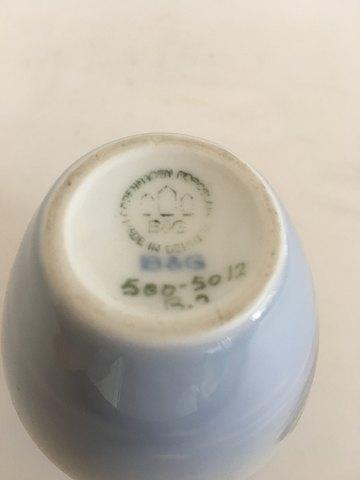 COPENHAGEN PORCELAIN
B&G
MADE IN DENMARK
B&G
500-5012